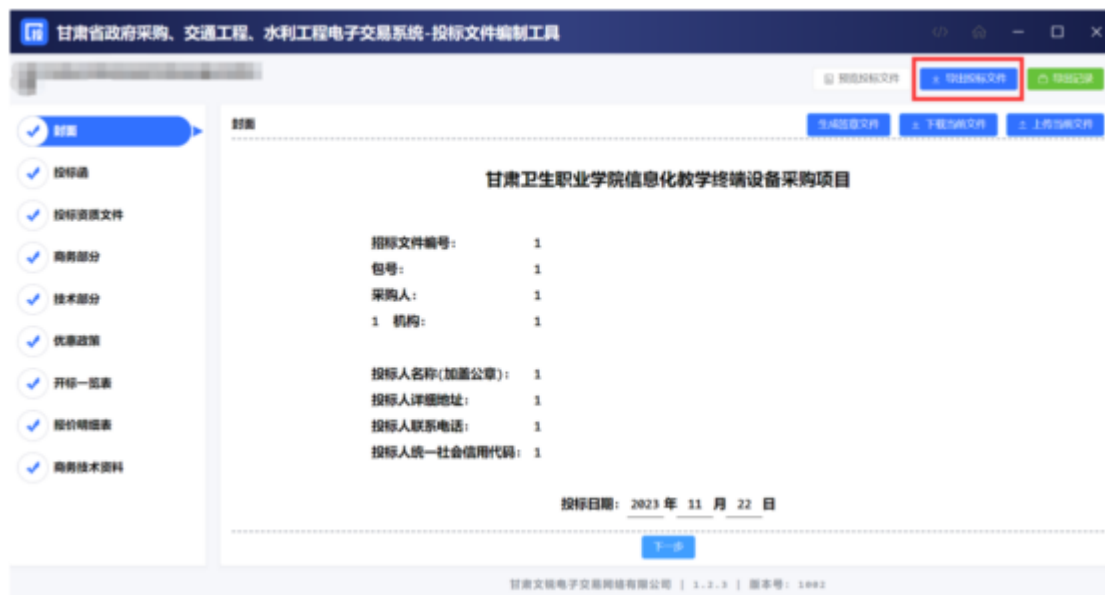 甘肃省政府采购、交通工程、水利工程电子交易系统-投标文件编制工具
预览投标文件 导出投标文件 导出记录
封面
投标函
投标资质文件
商务部分
技术部分
优惠政策
开标一览表
报价明细表
商务技术资料
封面
生成签章文件 下载当前文件 上传当前文件
甘肃卫生职业学院信息化教学终端设备采购项目
招标文件编号: 1
包号: 1
采购人: 1
1 机构: 1
投标人名称(加盖公章): 1
投标人详细地址: 1
投标人联系电话: 1
投标人统一社会信用代码: 1
投标日期: 2023 年 11 月 22 日
下一步
甘肃文锐电子交易网络有限公司 | 1.2.3 | 版本号: 1002